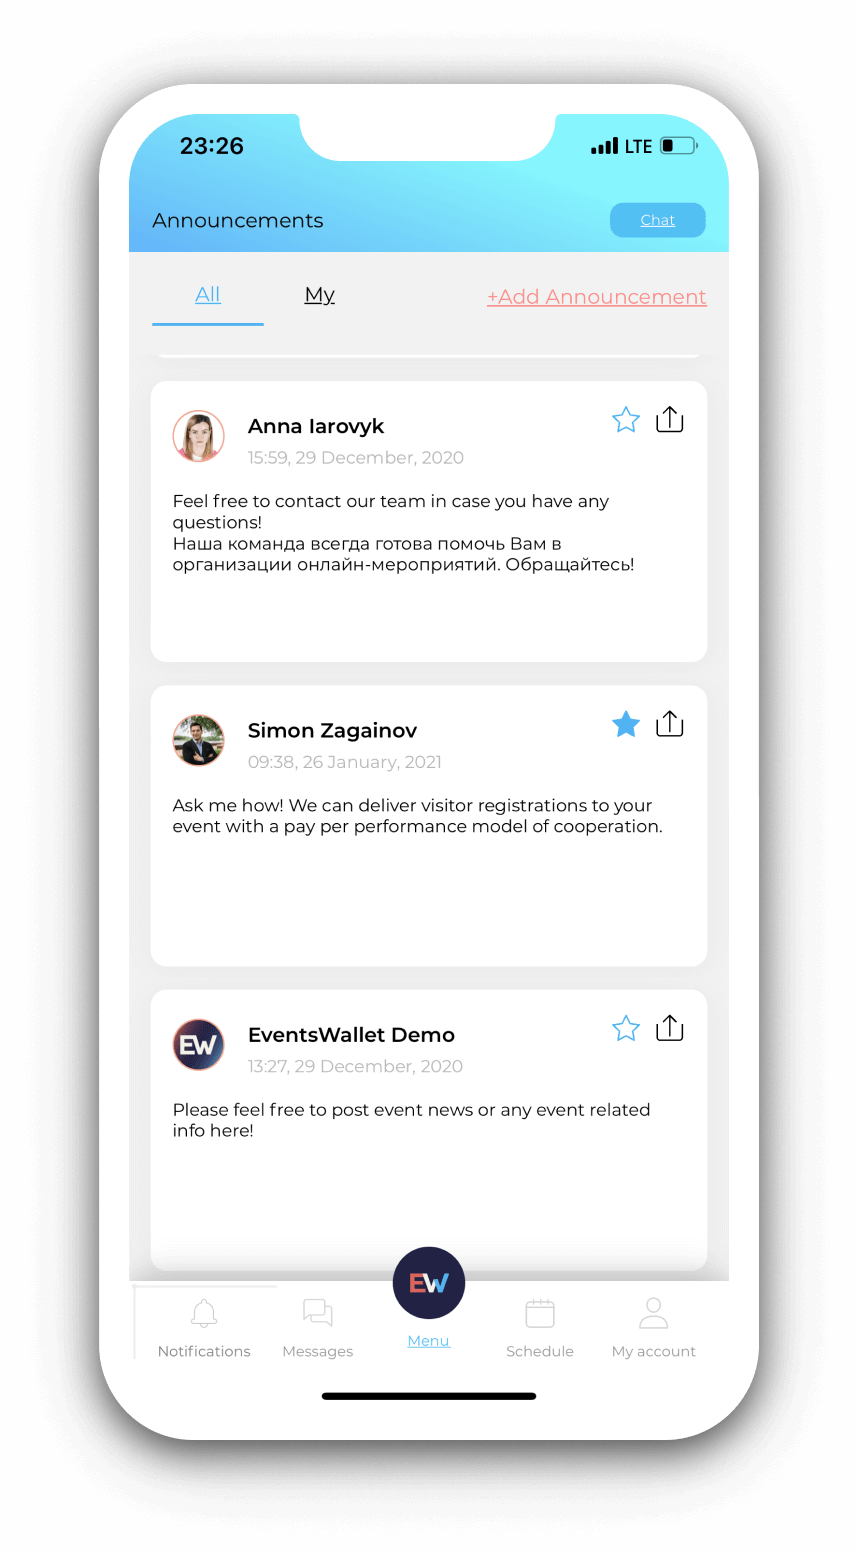 23:26
LTE
Announcements
Chat
All
My
+Add Announcement
Anna Iarovyk
15:59, 29 December, 2020
Feel free to contact our team in case you have any
questions!
Наша команда всегда готова помочь Вам в
организации онлайн-мероприятий. Обращайтесь!
Simon Zagainov
09:38, 26 January, 2021
Ask me how! We can deliver visitor registrations to your
event with a pay per performance model of cooperation.
EW
EventsWallet Demo
13:27, 29 December, 2020
Please feel free to post event news or any event related
info here!
EW
Notifications
Messages
Menu
Schedule
My account